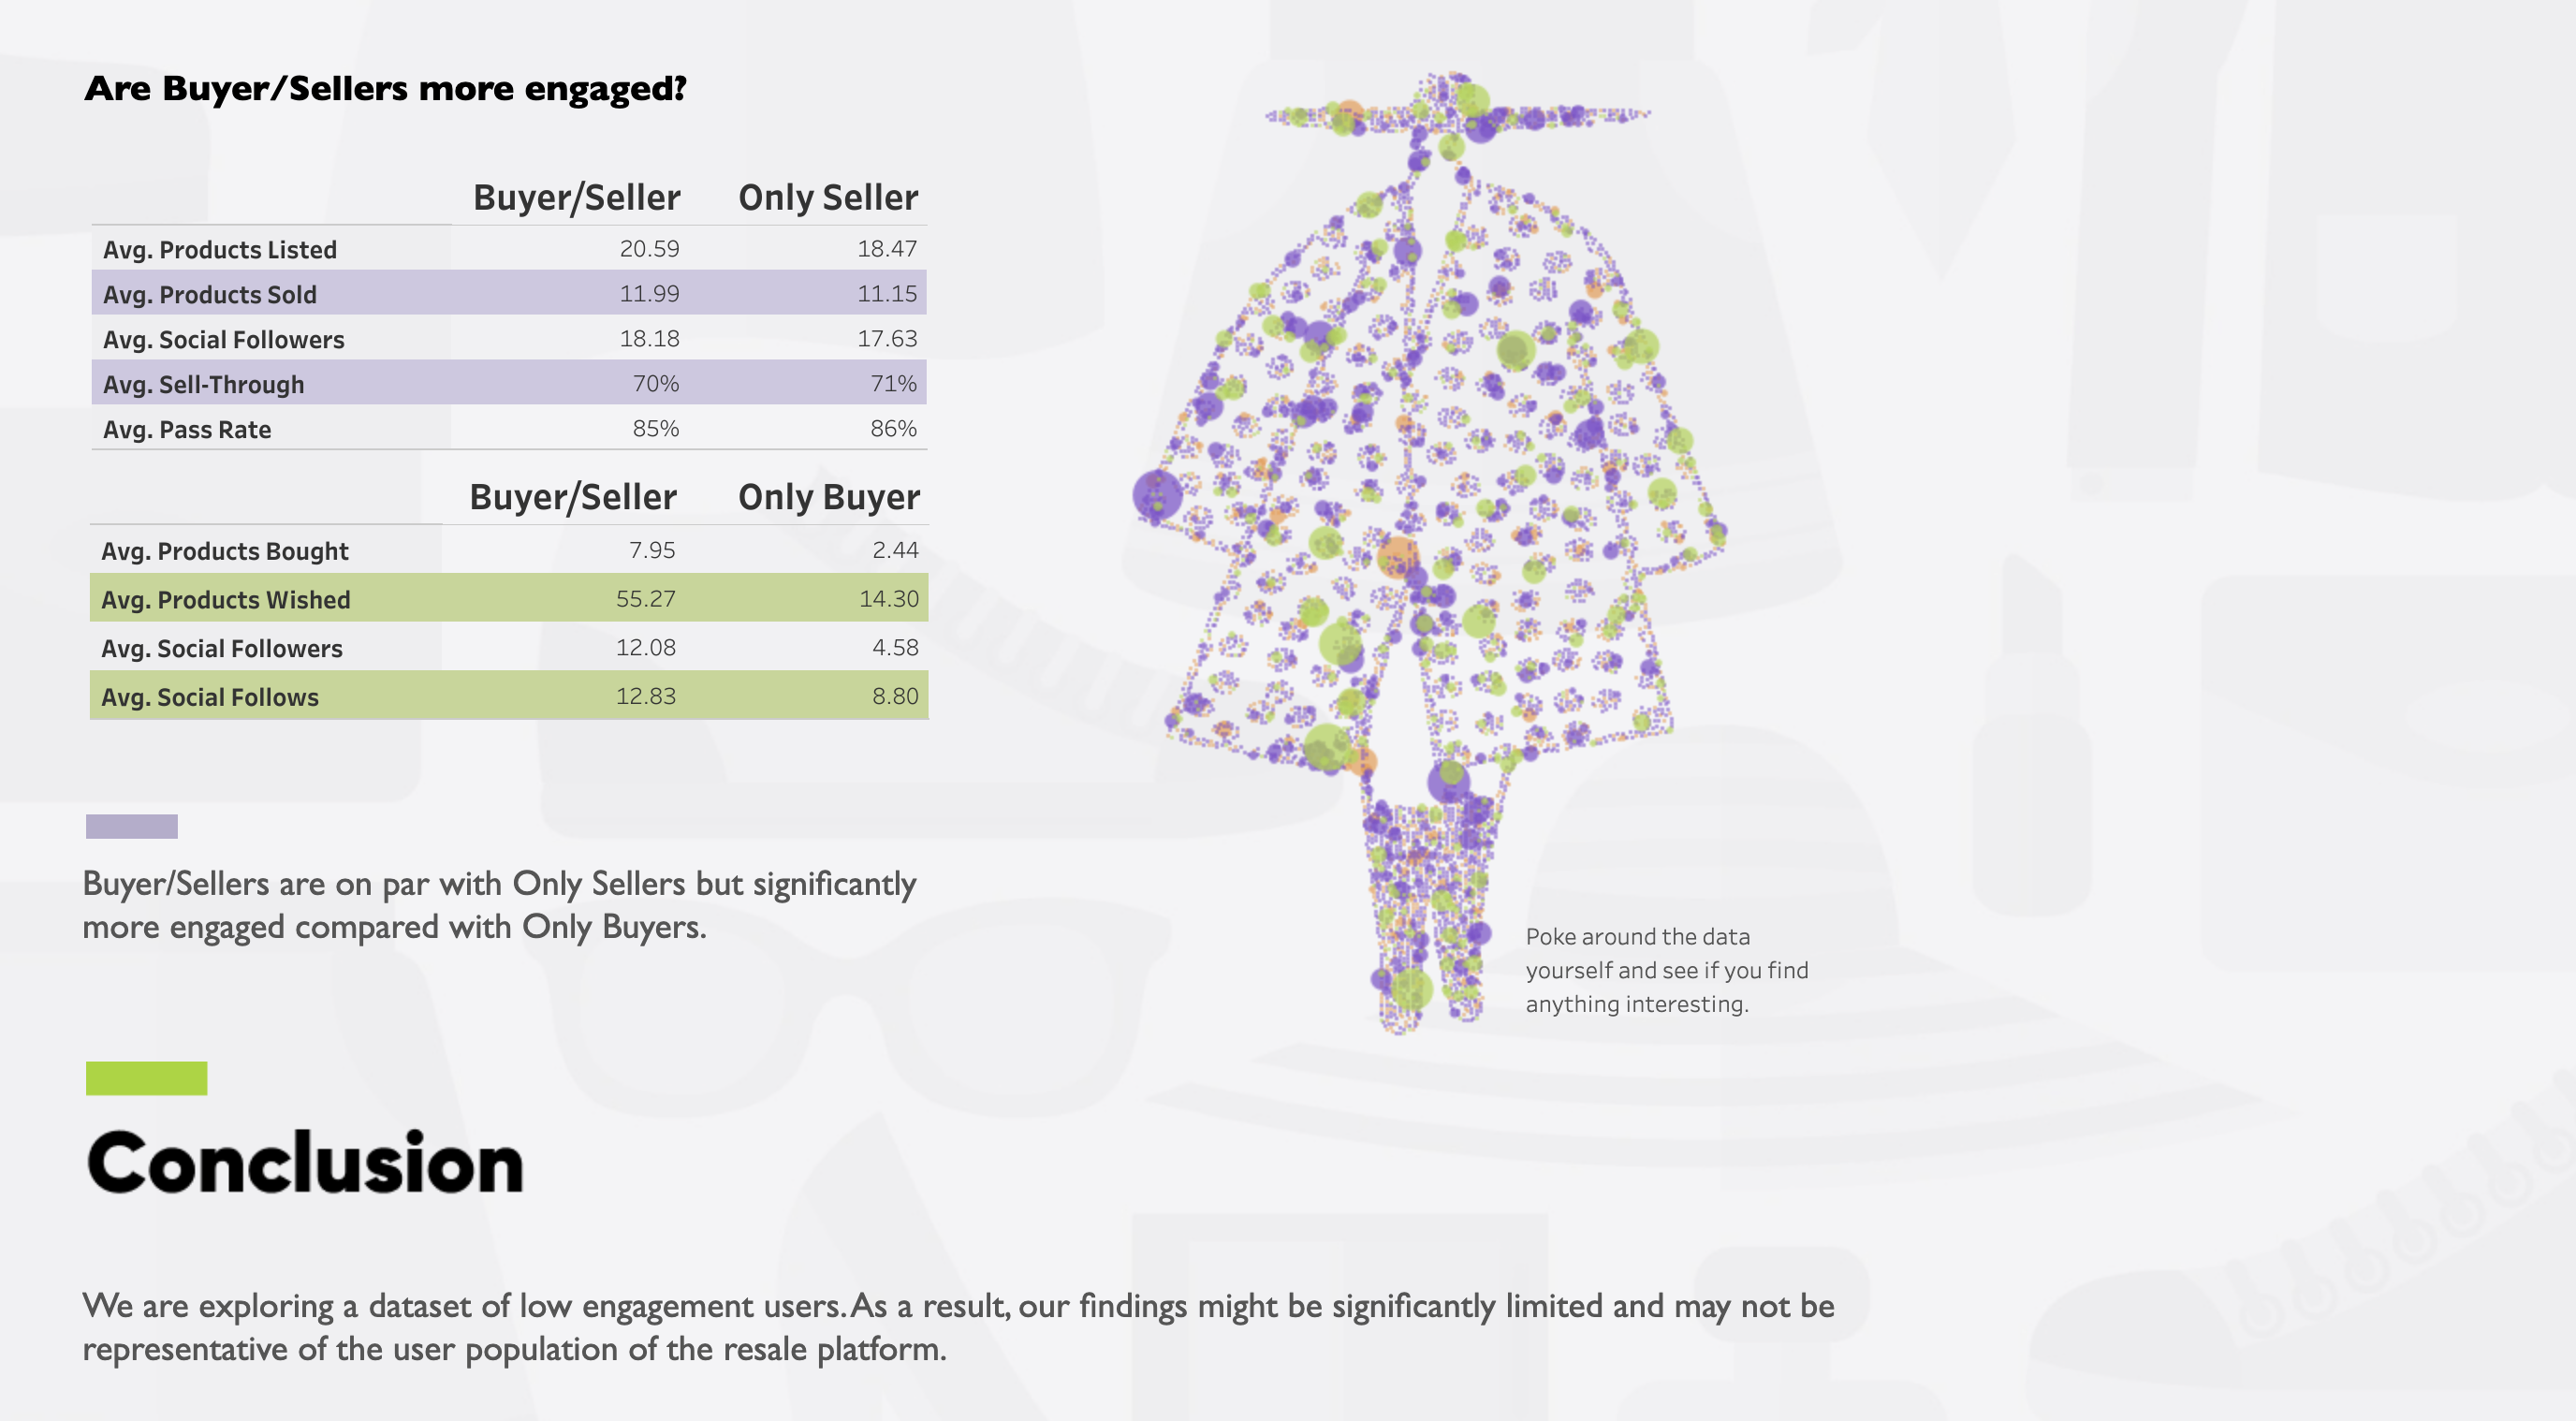 Are Buyer/Sellers more engaged?
Buyer/Seller Only Seller
Avg. Products Listed 20.59 18.47
Avg. Products Sold 11.99 11.15
Avg. Social Followers 18.18 17.63
Avg. Sell-Through 70% 71%
Avg. Pass Rate 85% 86%
Buyer/Seller Only Buyer
Avg. Products Bought 7.95 2.44
Avg. Products Wished 55.27 14.30
Avg. Social Followers 12.08 4.58
Avg. Social Follows 12.83 8.80
Buyer/Sellers are on par with Only Sellers but significantly
more engaged compared with Only Buyers.
Poke around the data
yourself and see if you find
anything interesting.
Conclusion
We are exploring a dataset of low engagement users. As a result, our findings might be significantly limited and may not be
representative of the user population of the resale platform.